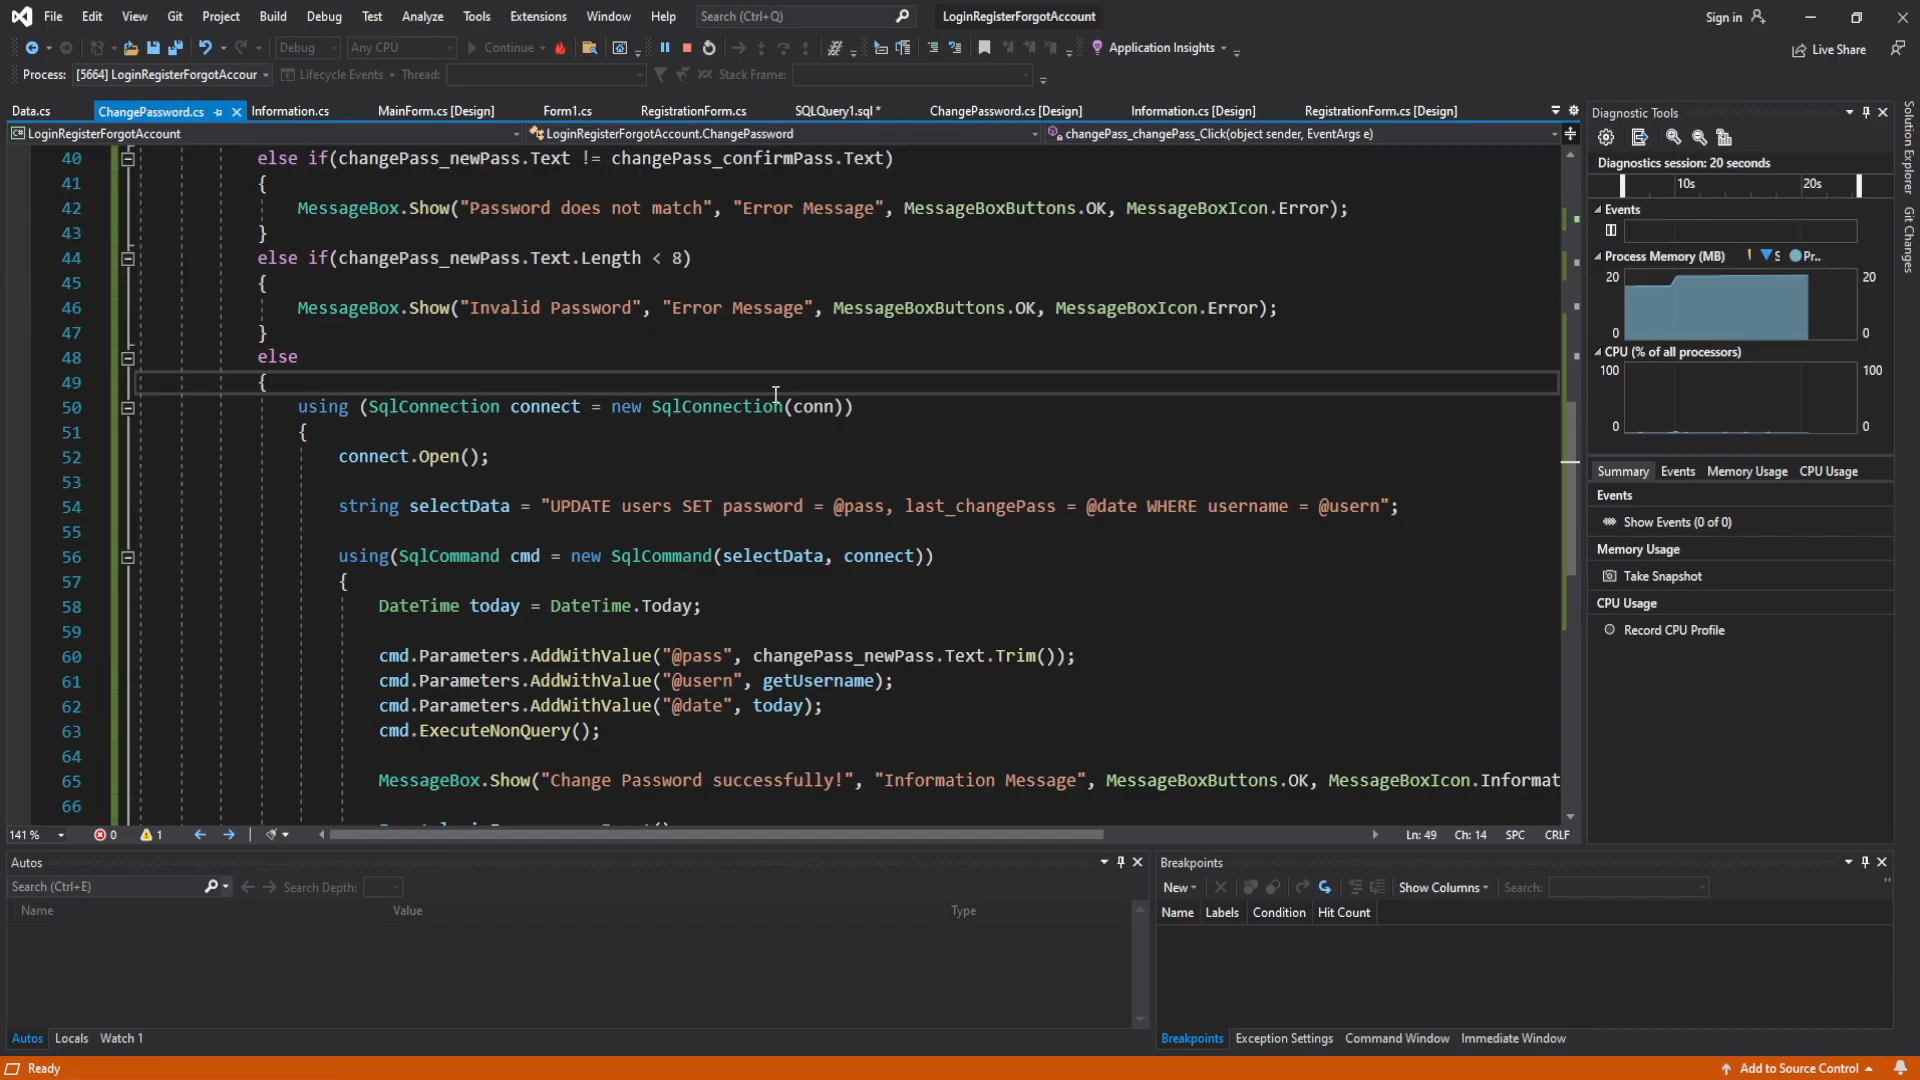 File Edit View Git Project Build Debug Test Analyze Tools Extensions Window Help Search (Ctrl+Q) LoginRegisterForgotAccount Sign in
Debug Any CPU Continue Application Insights Live Share
Process: [5664] LoginRegisterForgotAccour Lifecycle Events Thread: Stack Frame:
Data.cs ChangePassword.cs Information.cs MainForm.cs [Design] Form1.cs RegistrationForm.cs SQLQuery1.sql * ChangePassword.cs [Design] Information.cs [Design] RegistrationForm.cs [Design]
LoginRegisterForgotAccount LoginRegisterForgotAccount.ChangePassword changePass_changePass_Click(object sender, EventArgs e)
40 else if(changePass_newPass.Text != changePass_confirmPass.Text)
41 {
42 MessageBox.Show("Password does not match", "Error Message", MessageBoxButtons.OK, MessageBoxIcon.Error);
43 }
44 else if(changePass_newPass.Text.Length < 8)
45 {
46 MessageBox.Show("Invalid Password", "Error Message", MessageBoxButtons.OK, MessageBoxIcon.Error);
47 }
48 else
49 {
50 using (SqlConnection connect = new SqlConnection(conn))
51 {
52 connect.Open();
53
54 string selectData = "UPDATE users SET password = @pass, last_changePass = @date WHERE username = @usern";
55
56 using(SqlCommand cmd = new SqlCommand(selectData, connect))
57 {
58 DateTime today = DateTime.Today;
59
60 cmd.Parameters.AddWithValue("@pass", changePass_newPass.Text.Trim());
61 cmd.Parameters.AddWithValue("@usern", getUsername);
62 cmd.Parameters.AddWithValue("@date", today);
63 cmd.ExecuteNonQuery();
64
65 MessageBox.Show("Change Password successfully!", "Information Message", MessageBoxButtons.OK, MessageBoxIcon.Informat
66
141 % 0 1 Ln: 49 Ch: 14 SPC CRLF
Diagnostic Tools
Diagnostics session: 20 seconds
10s 20s
Events
Process Memory (MB) S Pr...
20 20
0 0
CPU (% of all processors)
100 100
0 0
Summary Events Memory Usage CPU Usage
Events
Show Events (0 of 0)
Memory Usage
Take Snapshot
CPU Usage
Record CPU Profile
Solution Explorer
Git Changes
Autos
Search (Ctrl+E) Search Depth:
Name Value Type
Autos Locals Watch 1
Breakpoints
New Show Columns Search:
Name Labels Condition Hit Count
Breakpoints Exception Settings Command Window Immediate Window
Ready Add to Source Control